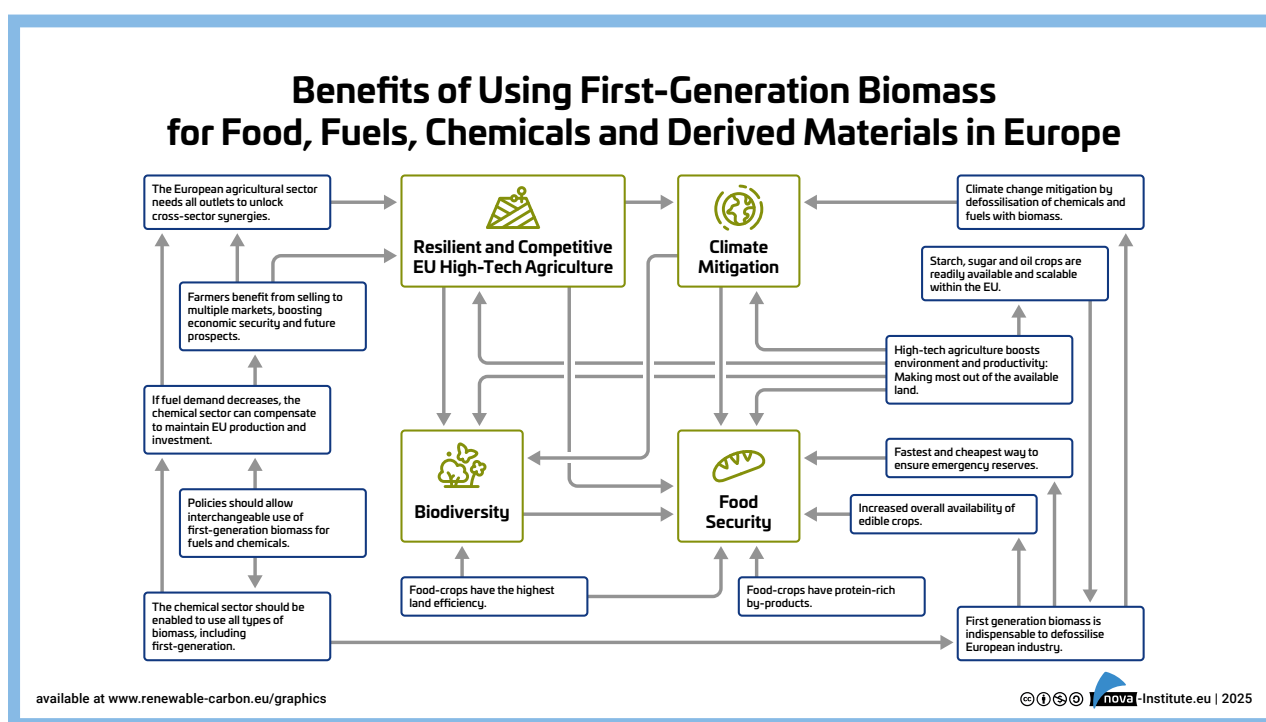 Benefits of Using First-Generation Biomass
for Food, Fuels, Chemicals and Derived Materials in Europe
The European agricultural sector
needs all outlets to unlock
cross-sector synergies.
Resilient and Competitive
EU High-Tech Agriculture
Climate
Mitigation
Climate change mitigation by
defossilisation of chemicals and
fuels with biomass.
Starch, sugar and oil crops are
readily available and scalable
within the EU.
Farmers benefit from selling to
multiple markets, boosting
economic security and future
prospects.
High-tech agriculture boosts
environment and productivity:
Making most out of the available
land.
If fuel demand decreases, the
chemical sector can compensate
to maintain EU production and
investment.
Biodiversity
Food
Security
Fastest and cheapest way to
ensure emergency reserves.
Policies should allow
interchangeable use of
first-generation biomass for
fuels and chemicals.
Increased overall availability of
edible crops.
Food-crops have the highest
land efficiency.
Food-crops have protein-rich
by-products.
The chemical sector should be
enabled to use all types of
biomass, including
first-generation.
First generation biomass is
indispensable to defossilise
European industry.
available at www.renewable-carbon.eu/graphics
cc nova-Institute.eu | 2025